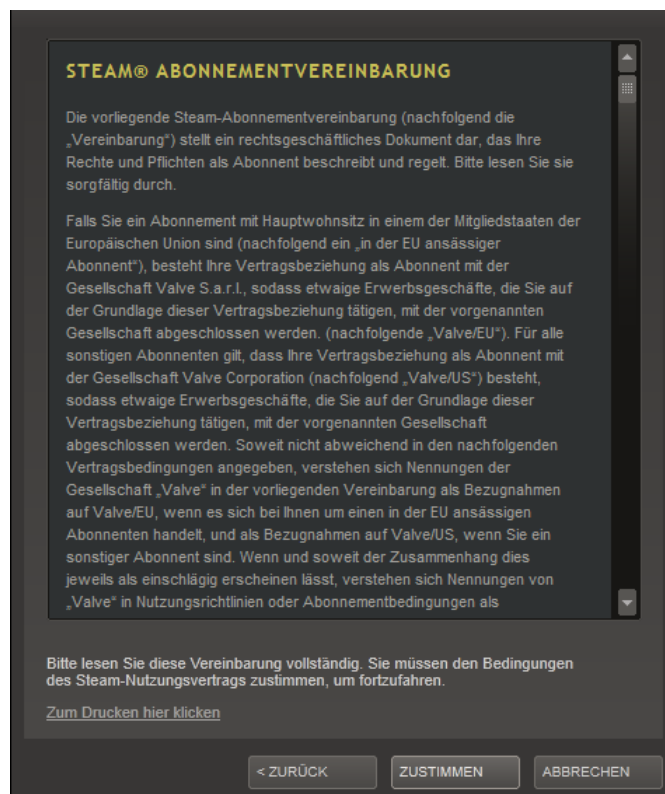 STEAM® ABONNEMENTVEREINBARUNG
Die vorliegende Steam-Abonnementvereinbarung (nachfolgend die
„Vereinbarung“) stellt ein rechtsgeschäftliches Dokument dar, das Ihre
Rechte und Pflichten als Abonnent beschreibt und regelt. Bitte lesen Sie sie
sorgfältig durch.
Falls Sie ein Abonnement mit Hauptwohnsitz in einem der Mitgliedstaaten der
Europäischen Union sind (nachfolgend ein „in der EU ansässiger
Abonnent“), besteht Ihre Vertragsbeziehung als Abonnent mit der
Gesellschaft Valve S.a.r.l., sodass etwaige Erwerbsgeschäfte, die Sie auf
der Grundlage dieser Vertragsbeziehung tätigen, mit der vorgenannten
Gesellschaft abgeschlossen werden. (nachfolgende „Valve/EU“). Für alle
sonstigen Abonnenten gilt, dass Ihre Vertragsbeziehung als Abonnent mit
der Gesellschaft Valve Corporation (nachfolgend „Valve/US“) besteht,
sodass etwaige Erwerbsgeschäfte, die Sie auf der Grundlage dieser
Vertragsbeziehung tätigen, mit der vorgenannten Gesellschaft
abgeschlossen werden. Soweit nicht abweichend in den nachfolgenden
Vertragsbedingungen angegeben, verstehen sich Nennungen der
Gesellschaft „Valve“ in der vorliegenden Vereinbarung als Bezugnahmen
auf Valve/EU, wenn es sich bei Ihnen um einen in der EU ansässigen
Abonnenten handelt, und als Bezugnahmen auf Valve/US, wenn Sie ein
sonstiger Abonnent sind. Wenn und soweit der Zusammenhang dies
jeweils als einschlägig erscheinen lässt, verstehen sich Nennungen von
„Valve“ in Nutzungsrichtlinien oder Abonnementbedingungen als
Bitte lesen Sie diese Vereinbarung vollständig. Sie müssen den Bedingungen
des Steam-Nutzungsvertrags zustimmen, um fortzufahren.
Zum Drucken hier klicken
< ZURÜCK
ZUSTIMMEN
ABBRECHEN